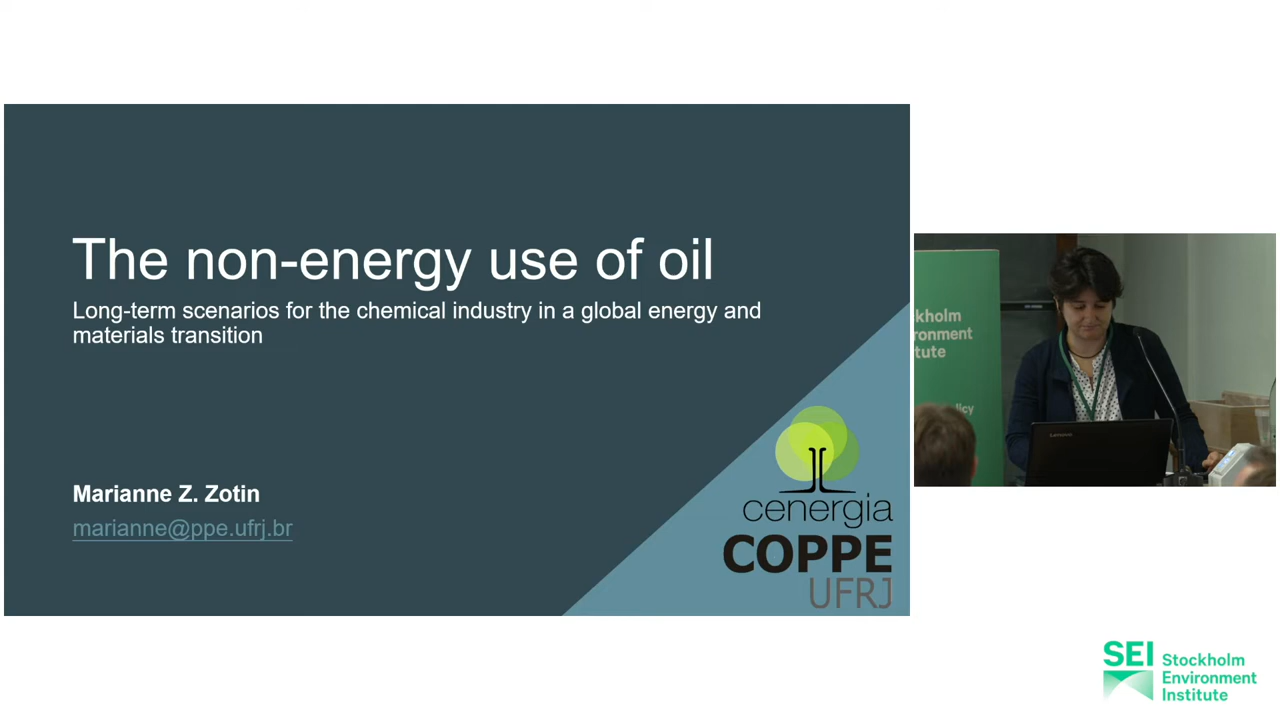 The non-energy use of oil
Long-term scenarios for the chemical industry in a global energy and
materials transition
Marianne Z. Zotin
marianne@ppe.ufrj.br
cenergia
COPPE
UFRJ
Lenovo
SEI Stockholm
Environment
Institute